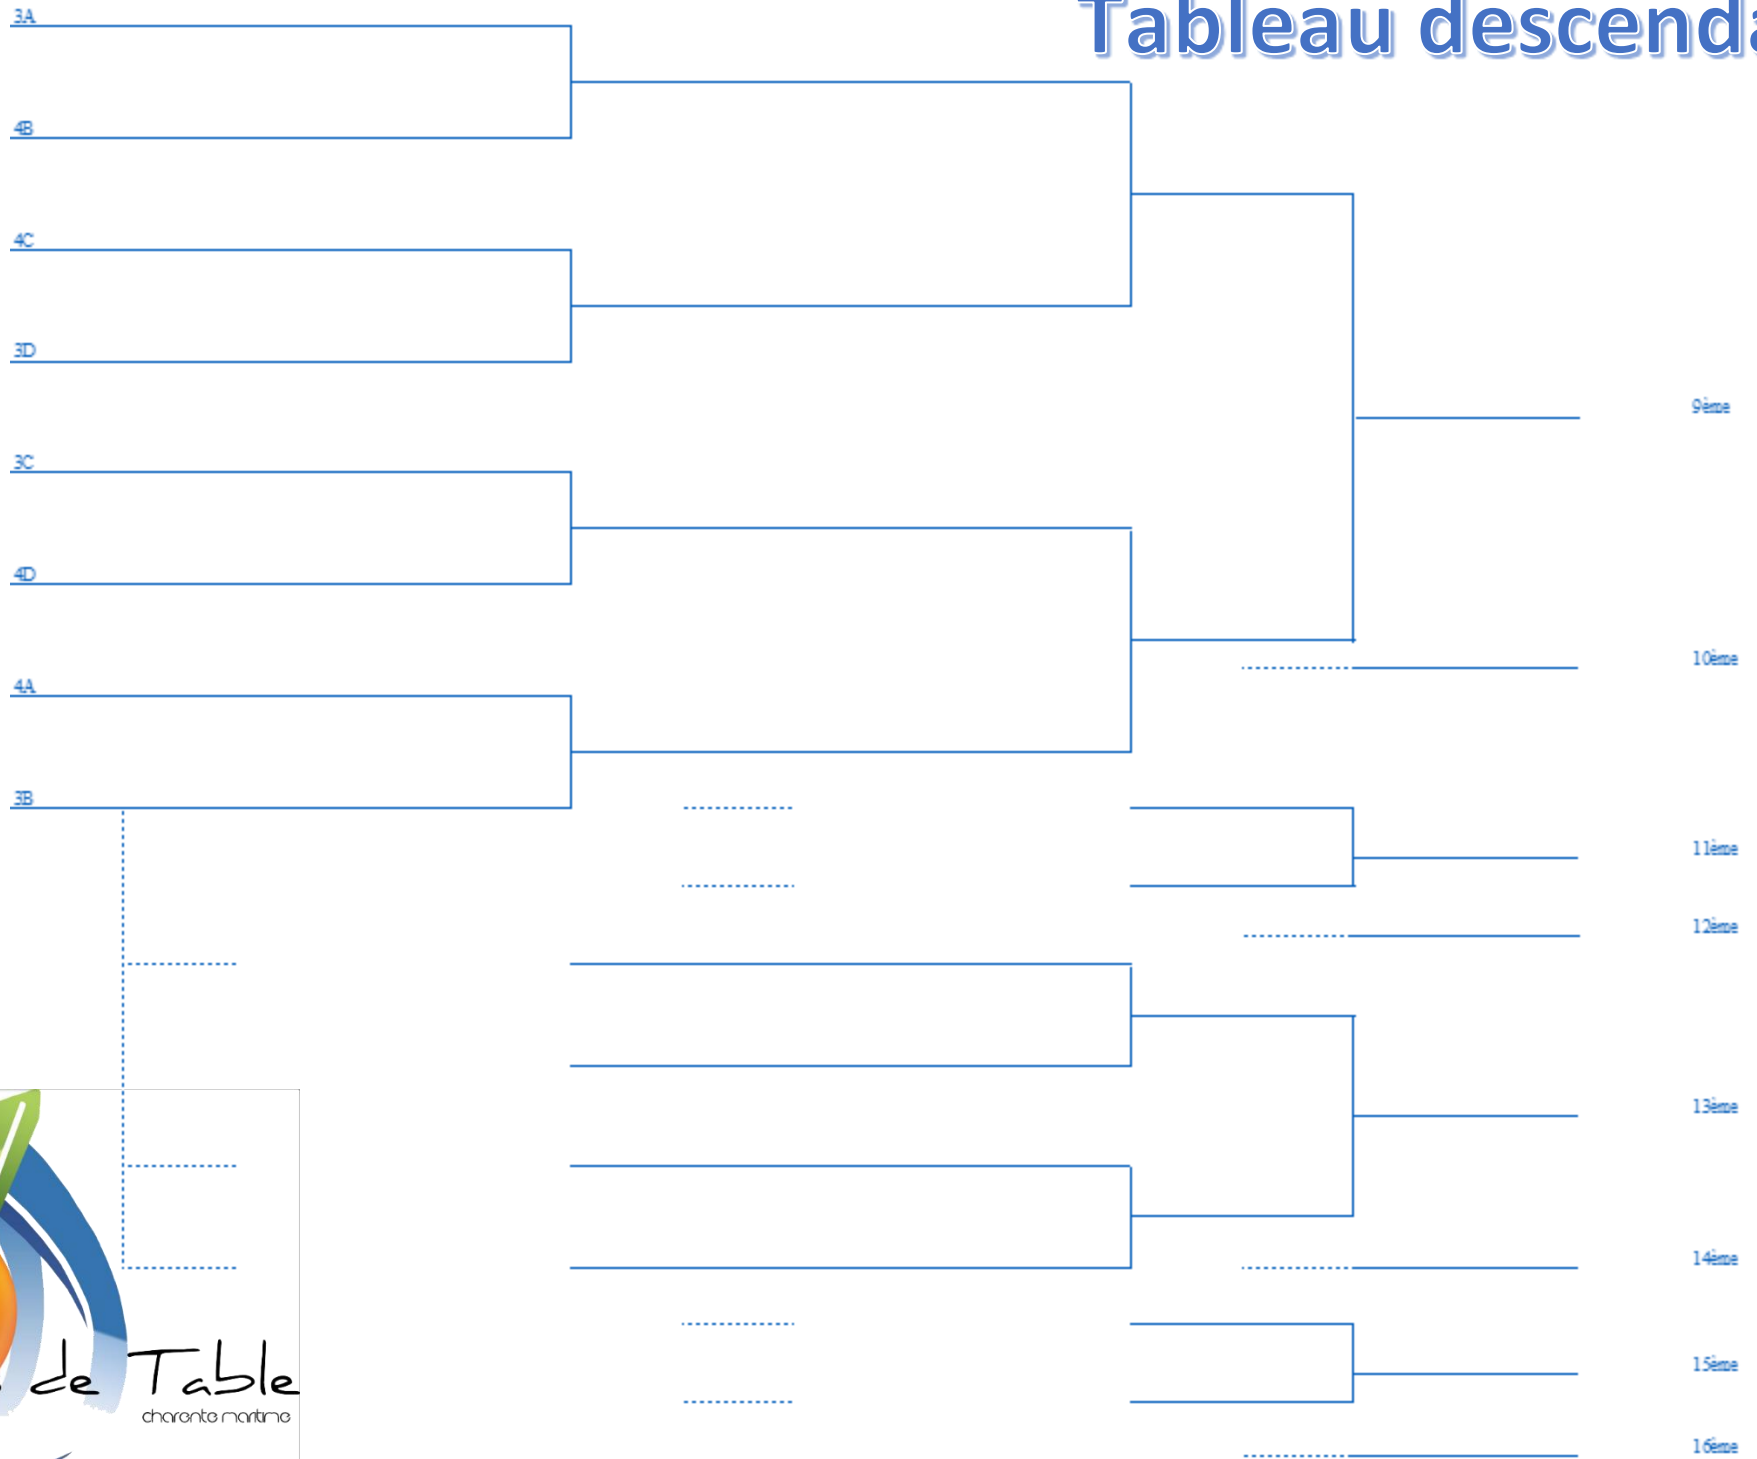 Tableau descenda
3A
4B
4C
3D
3C
4D
4A
3B
9ème
10ème
11ème
12ème
13ème
14ème
15ème
16ème
de Table
charente maritime